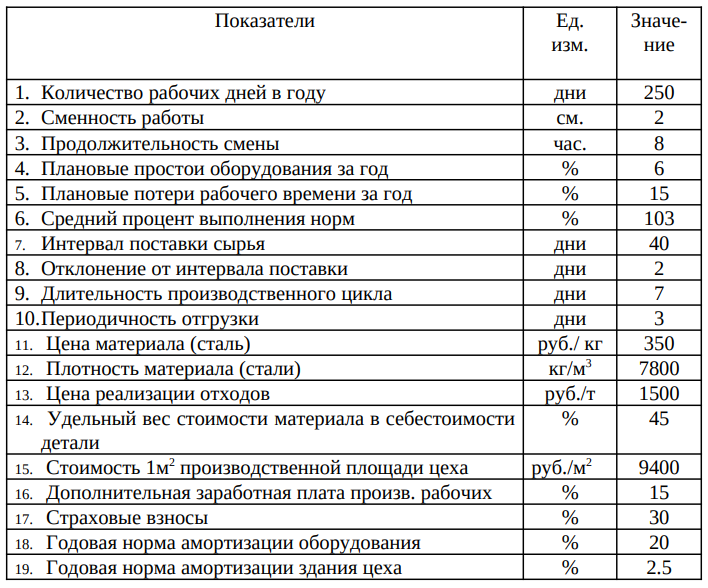 Показатели Ед. Значе-
изм. ние
1. Количество рабочих дней в году дни 250
2. Сменность работы см. 2
3. Продолжительность смены час. 8
4. Плановые простои оборудования за год % 6
5. Плановые потери рабочего времени за год % 15
6. Средний процент выполнения норм % 103
7. Интервал поставки сырья дни 40
8. Отклонение от интервала поставки дни 2
9. Длительность производственного цикла дни 7
10.Периодичность отгрузки дни 3
11. Цена материала (сталь) руб./ кг 350
12. Плотность материала (стали) кг/м³ 7800
13. Цена реализации отходов руб./т 1500
14. Удельный вес стоимости материала в себестоимости % 45
детали
15. Стоимость 1м² производственной площади цеха руб./м² 9400
16. Дополнительная заработная плата произв. рабочих % 15
17. Страховые взносы % 30
18. Годовая норма амортизации оборудования % 20
19. Годовая норма амортизации здания цеха % 2.5